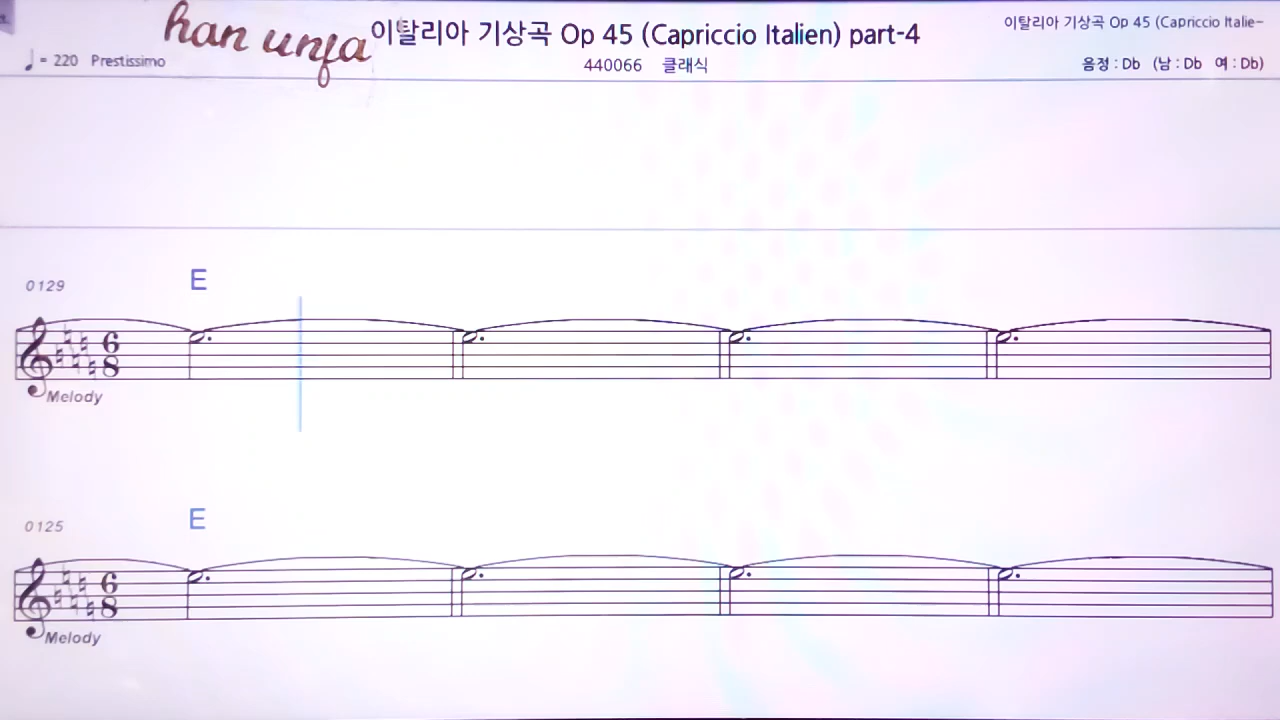 han unja
이탈리아 기상곡 Op 45 (Capriccio Italien) part-4
이탈리아 기상곡 Op 45 (Capriccio Italie-
♩ = 220 Prestissimo
440066 클래식
음정 : Db (남 : Db 여 : Db)
0129 E
6
8
Melody
0125 E
6
8
Melody